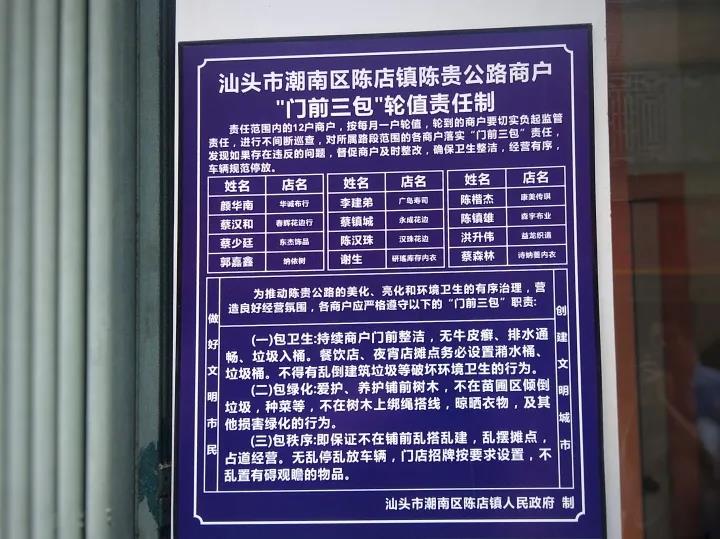 汕头市潮南区陈店镇陈贵公路商户
"门前三包"轮值责任制
责任范围内的12户商户，按每月一户轮值，轮到的商户要切实负起监管
责任，进行不间断巡查，对所属路段范围的各商户落实"门前三包"责任，
发现如果存在违反的问题，督促商户及时整改，确保卫生整洁，经营有序，
车辆规范停放。
姓名 店名 姓名 店名 姓名 店名
颜华南 华诚布行 李建弟 广岛寿司 陈楷杰 康美传琪
蔡汉和 春辉花边行 蔡镇城 永成花边 陈镇雄 森宇布业
蔡少廷 东杰饰品 陈汉珠 汉珠花边 洪升伟 益龙织造
郭嘉鑫 纳依树 谢生 研瑤库存内衣 蔡森林 诗纳蔓内衣
做好文明市民
为推动陈贵公路的美化、亮化和环境卫生的有序治理，营
造良好经营氛围，各商户应严格遵守以下的"门前三包"职责:
(一)包卫生:持续商户门前整洁，无牛皮癣、排水通
畅、垃圾入桶。餐饮店、夜宵店摊点务必设置潲水桶、
垃圾桶。不得有乱倒建筑垃圾等破坏环境卫生的行为。
(二)包绿化:爱护、养护铺前树木，不在苗圃区倾倒
垃圾，种菜等，不在树木上绑绳搭线，晾晒衣物，及其
他损害绿化的行为。
(三)包秩序:即保证不在铺前乱搭乱建，乱摆摊点，
占道经营。无乱停乱放车辆，门店招牌按要求设置，不
乱置有碍观瞻的物品。
创建文明城市
汕头市潮南区陈店镇人民政府 制